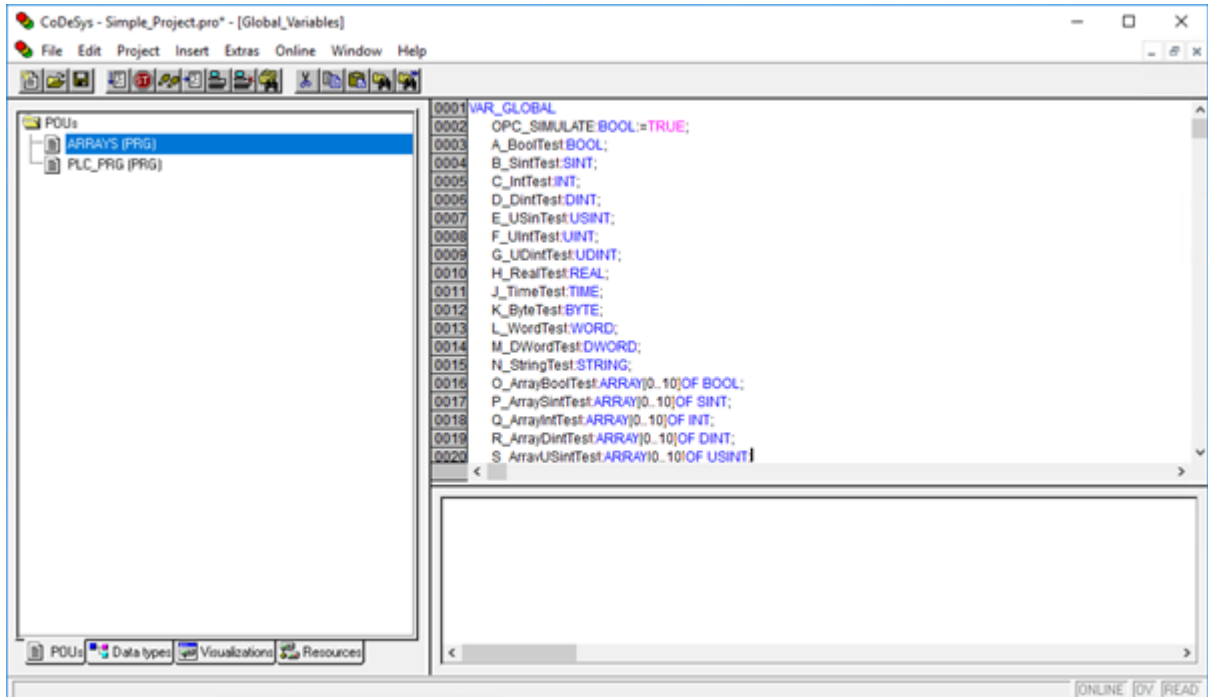 CoDeSys - Simple_Project.pro* - [Global_Variables]
File Edit Project Insert Extras Online Window Help
POUs
ARRAYS (PRG)
PLC_PRG (PRG)
0001 VAR_GLOBAL
0002 OPC_SIMULATE:BOOL:=TRUE;
0003 A_BoolTest:BOOL;
0004 B_SintTest:SINT;
0005 C_IntTest:INT;
0006 D_DintTest:DINT;
0007 E_USinTest:USINT;
0008 F_UIntTest:UINT;
0009 G_UDintTest:UDINT;
0010 H_RealTest:REAL;
0011 J_TimeTest:TIME;
0012 K_ByteTest:BYTE;
0013 L_WordTest:WORD;
0014 M_DWordTest:DWORD;
0015 N_StringTest:STRING;
0016 O_ArrayBoolTest:ARRAY[0..10]OF BOOL;
0017 P_ArraySintTest:ARRAY[0..10]OF SINT;
0018 Q_ArrayIntTest:ARRAY[0..10]OF INT;
0019 R_ArrayDintTest:ARRAY[0..10]OF DINT;
0020 S_ArrayUSintTest:ARRAY[0..10]OF USINT;
POUs Data types Visualizations Resources
ONLINE OV READ